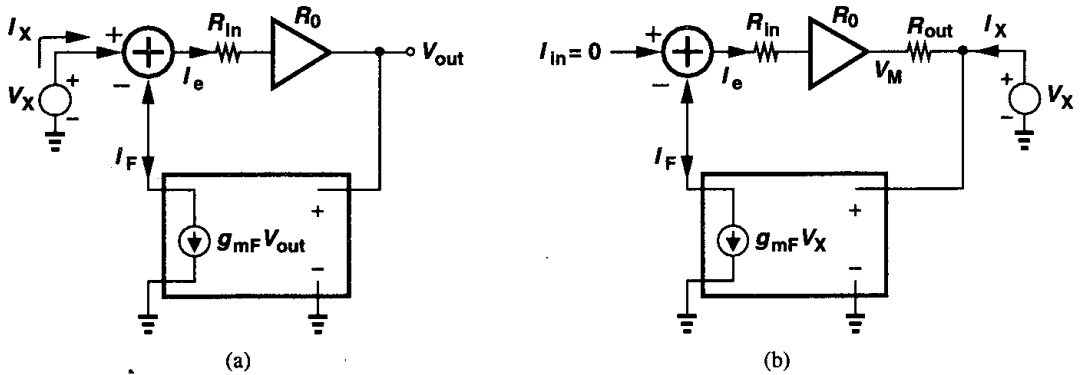 I_X
+
R_in
R_0
V_out
−
I_e
V_X
+
−
I_F
g_mF V_out
+
−
(a)
I_in = 0
+
R_in
R_0
R_out
I_X
−
I_e
V_M
+
V_X
−
I_F
g_mF V_X
+
−
(b)